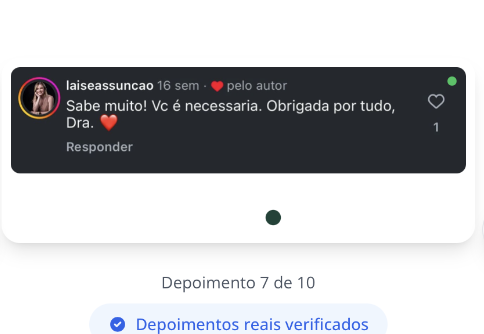 laiseassuncao 16 sem · ❤️ pelo autor
Sabe muito! Vc é necessaria. Obrigada por tudo,
Dra. ❤️
1
Responder
Depoimento 7 de 10
Depoimentos reais verificados